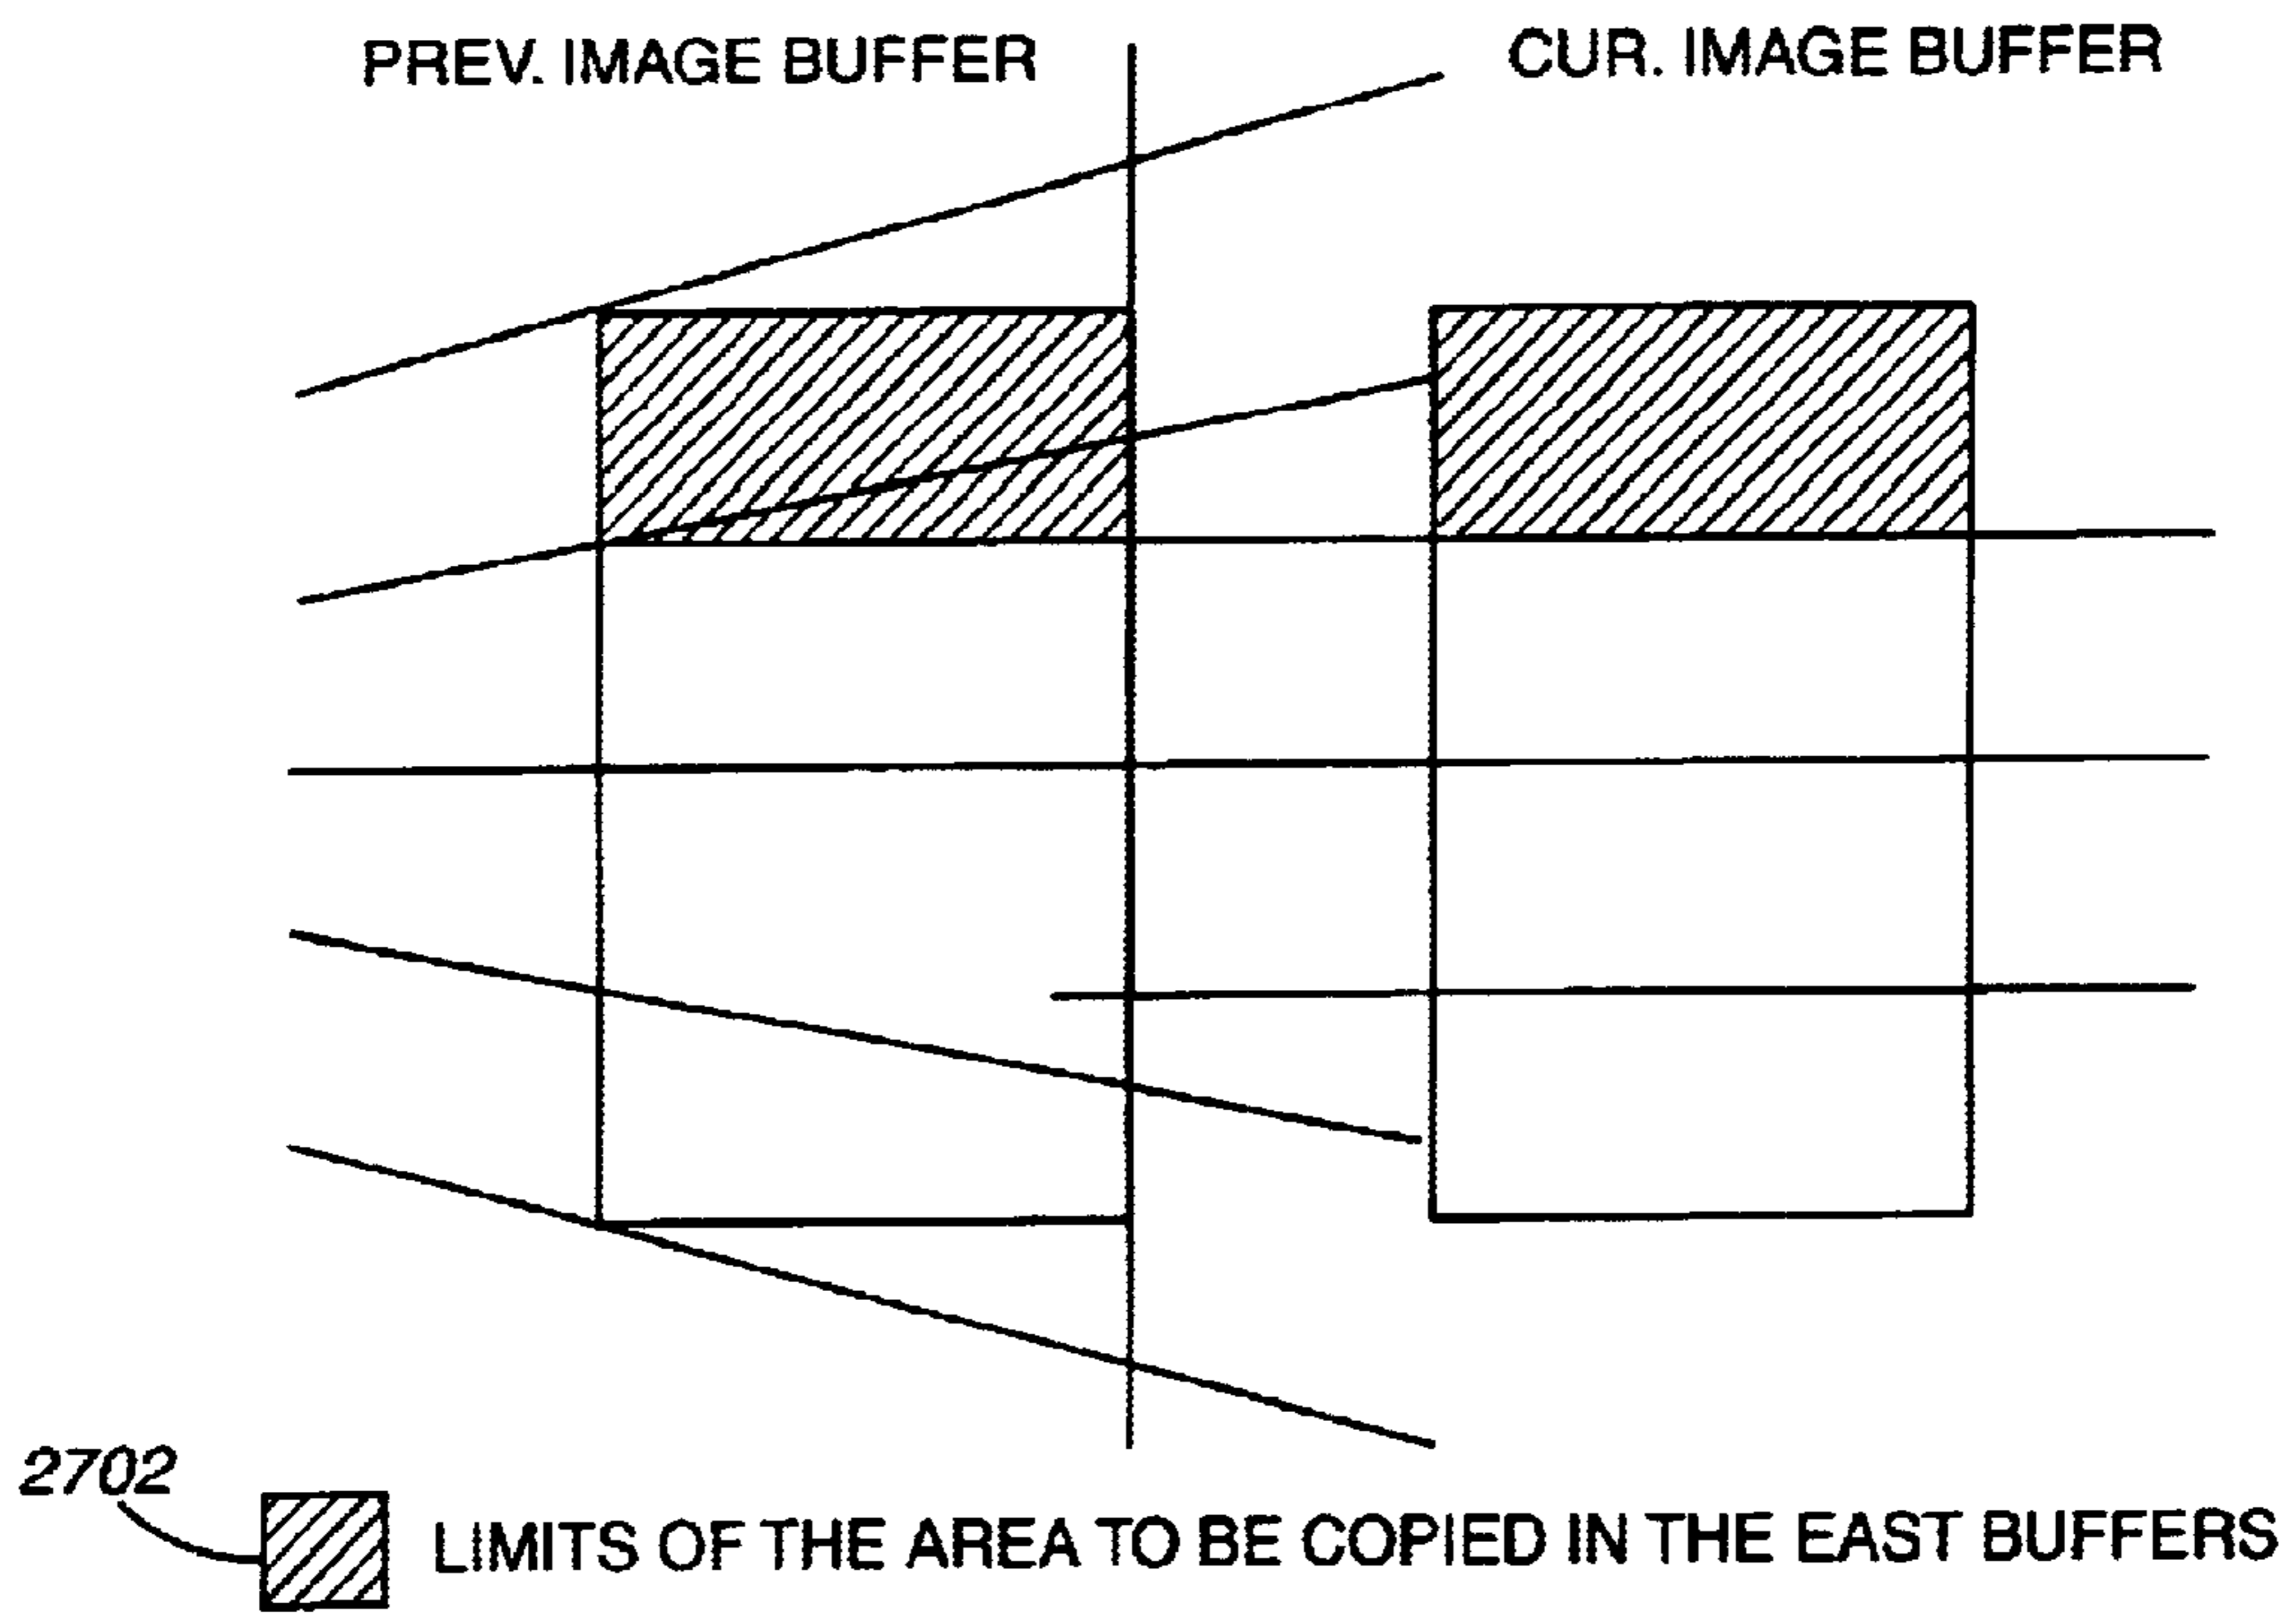 PREV. IMAGE BUFFER
CUR. IMAGE BUFFER
2702
LIMITS OF THE AREA TO BE COPIED IN THE EAST BUFFERS